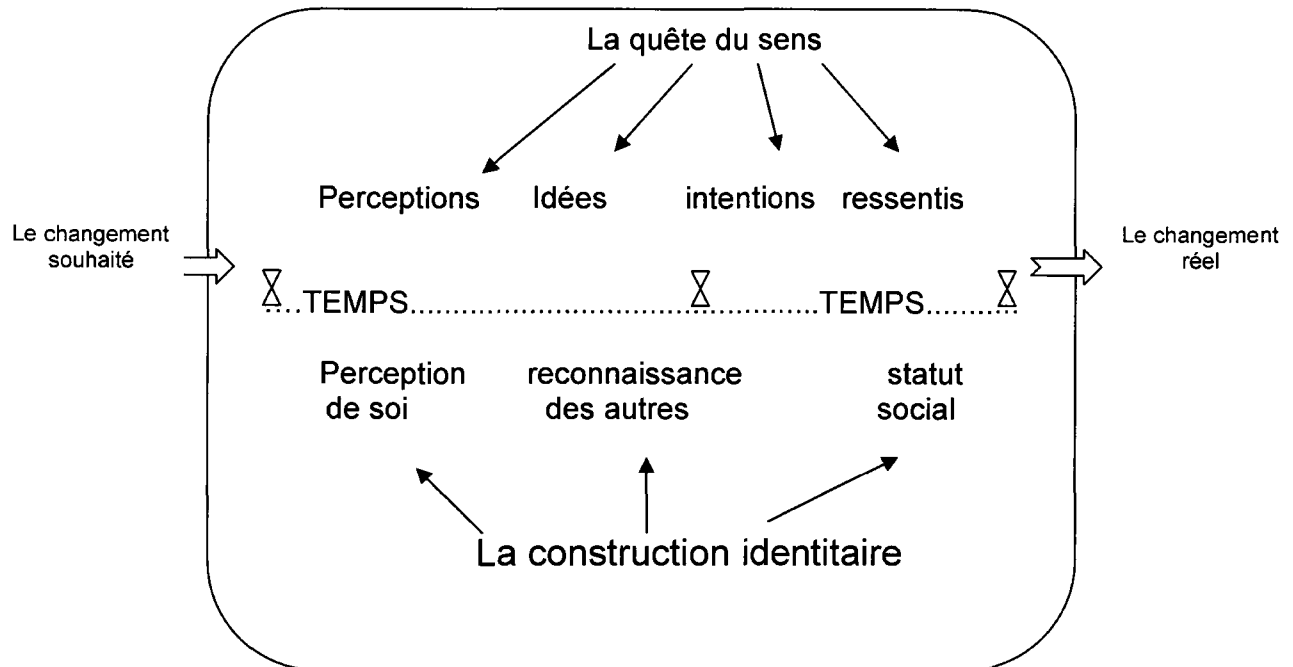 La quête du sens
Perceptions Idées intentions ressentis
Le changement
souhaité
Le changement
réel
....TEMPS.......................................................TEMPS............
Perception reconnaissance statut
de soi des autres social
La construction identitaire